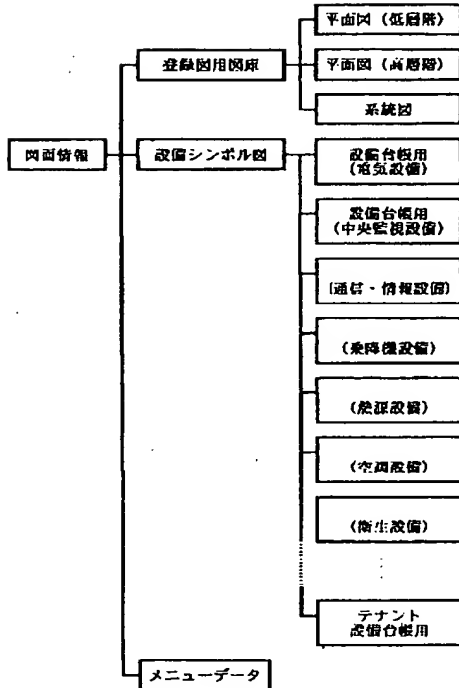 平面図(低層階)
登録図用図庫
平面図(高層階)
系統図
図面情報
設備シンボル図
設備台帳用
(電気設備)
設備台帳用
(中央監視設備)
(通信・情報設備)
(乗降機設備)
(熱源設備)
(空調設備)
(衛生設備)
テナント
設備台帳用
メニューデータ